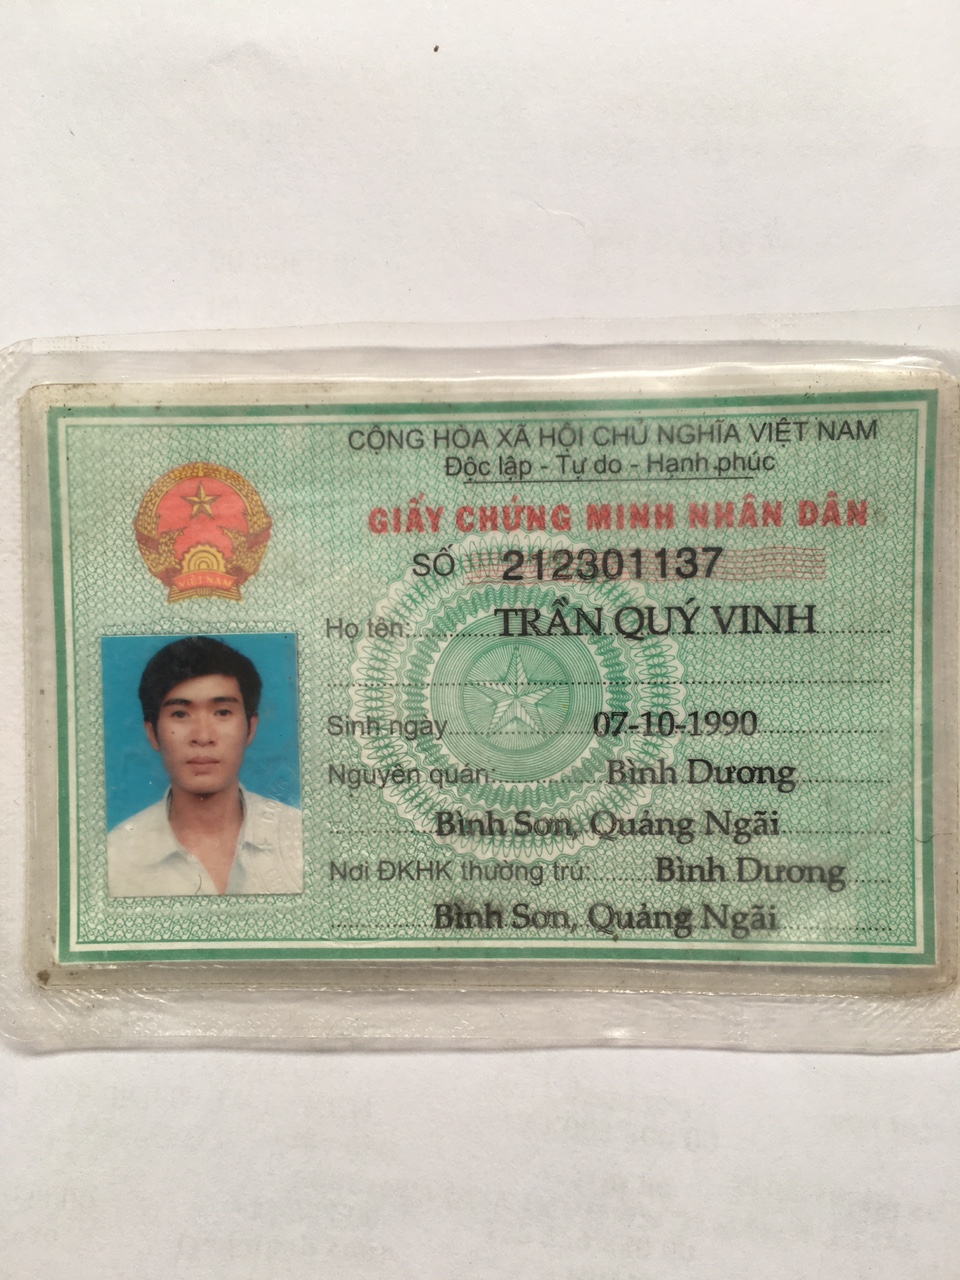 CỘNG HÒA XÃ HỘI CHỦ NGHĨA VIỆT NAM
Độc lập - Tự do - Hạnh phúc
GIẤY CHỨNG MINH NHÂN DÂN
SỐ 212301137
VIỆT NAM
Họ tên: TRẦN QUÝ VINH
Sinh ngày 07-10-1990
Nguyên quán: Bình Dương
Bình Sơn, Quảng Ngãi
Nơi ĐKHK thường trú: Bình Dương
Bình Sơn, Quảng Ngãi